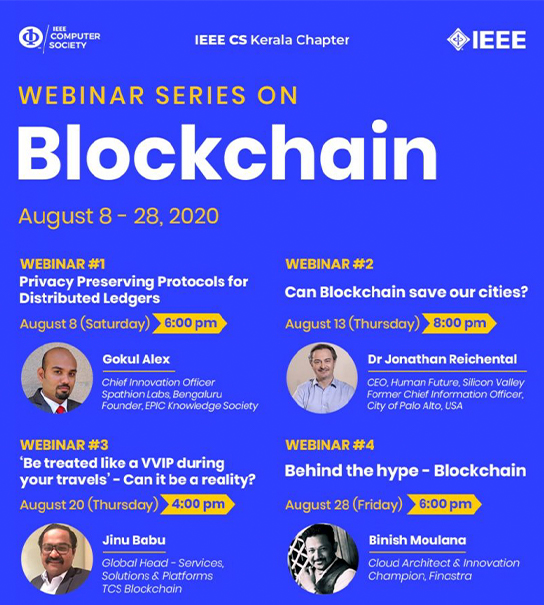 IEEE
COMPUTER
SOCIETY
IEEE CS Kerala Chapter
IEEE
WEBINAR SERIES ON
Blockchain
August 8 - 28, 2020
WEBINAR #1
Privacy Preserving Protocols for
Distributed Ledgers
August 8 (Saturday) 6:00 pm
Gokul Alex
Chief Innovation Officer
Spathion Labs, Bengaluru
Founder, EPIC Knowledge Society
WEBINAR #2
Can Blockchain save our cities?
August 13 (Thursday) 8:00 pm
Dr Jonathan Reichental
CEO, Human Future, Silicon Valley
Former Chief Information Officer,
City of Palo Alto, USA
WEBINAR #3
‘Be treated like a VVIP during
your travels’ - Can it be a reality?
August 20 (Thursday) 4:00 pm
Jinu Babu
Global Head - Services,
Solutions & Platforms
TCS Blockchain
WEBINAR #4
Behind the hype - Blockchain
August 28 (Friday) 6:00 pm
Binish Moulana
Cloud Architect & Innovation
Champion, Finastra